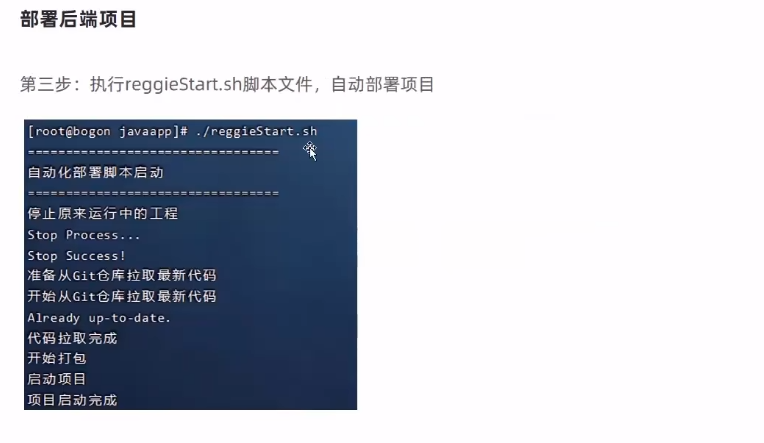 部署后端项目
第三步：执行reggieStart.sh脚本文件，自动部署项目
[root@bogon javaapp]# ./reggieStart.sh
=================================
自动化部署脚本启动
=================================
停止原来运行中的工程
Stop Process...
Stop Success!
准备从Git仓库拉取最新代码
开始从Git仓库拉取最新代码
Already up-to-date.
代码拉取完成
开始打包
启动项目
项目启动完成